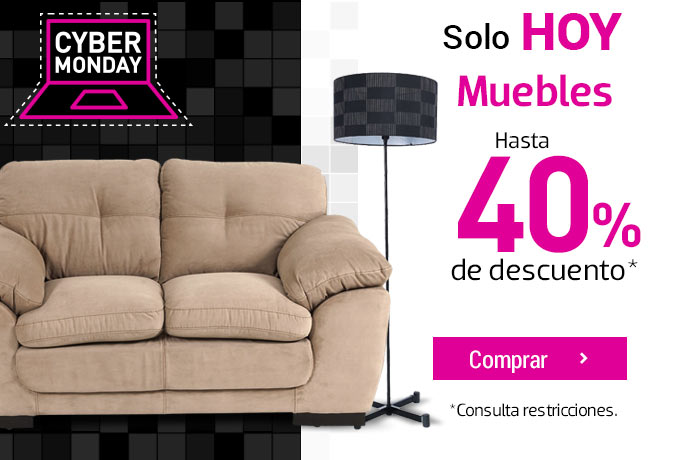 CYBER
MONDAY
Solo HOY
Muebles
Hasta
40%
de descuento*
Comprar >
*Consulta restricciones.